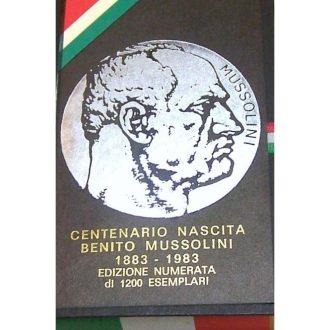 MUSSOLINI
CENTENARIO NASCITA
BENITO MUSSOLINI
1883 - 1983
EDIZIONE NUMERATA
di 1200 ESEMPLARI